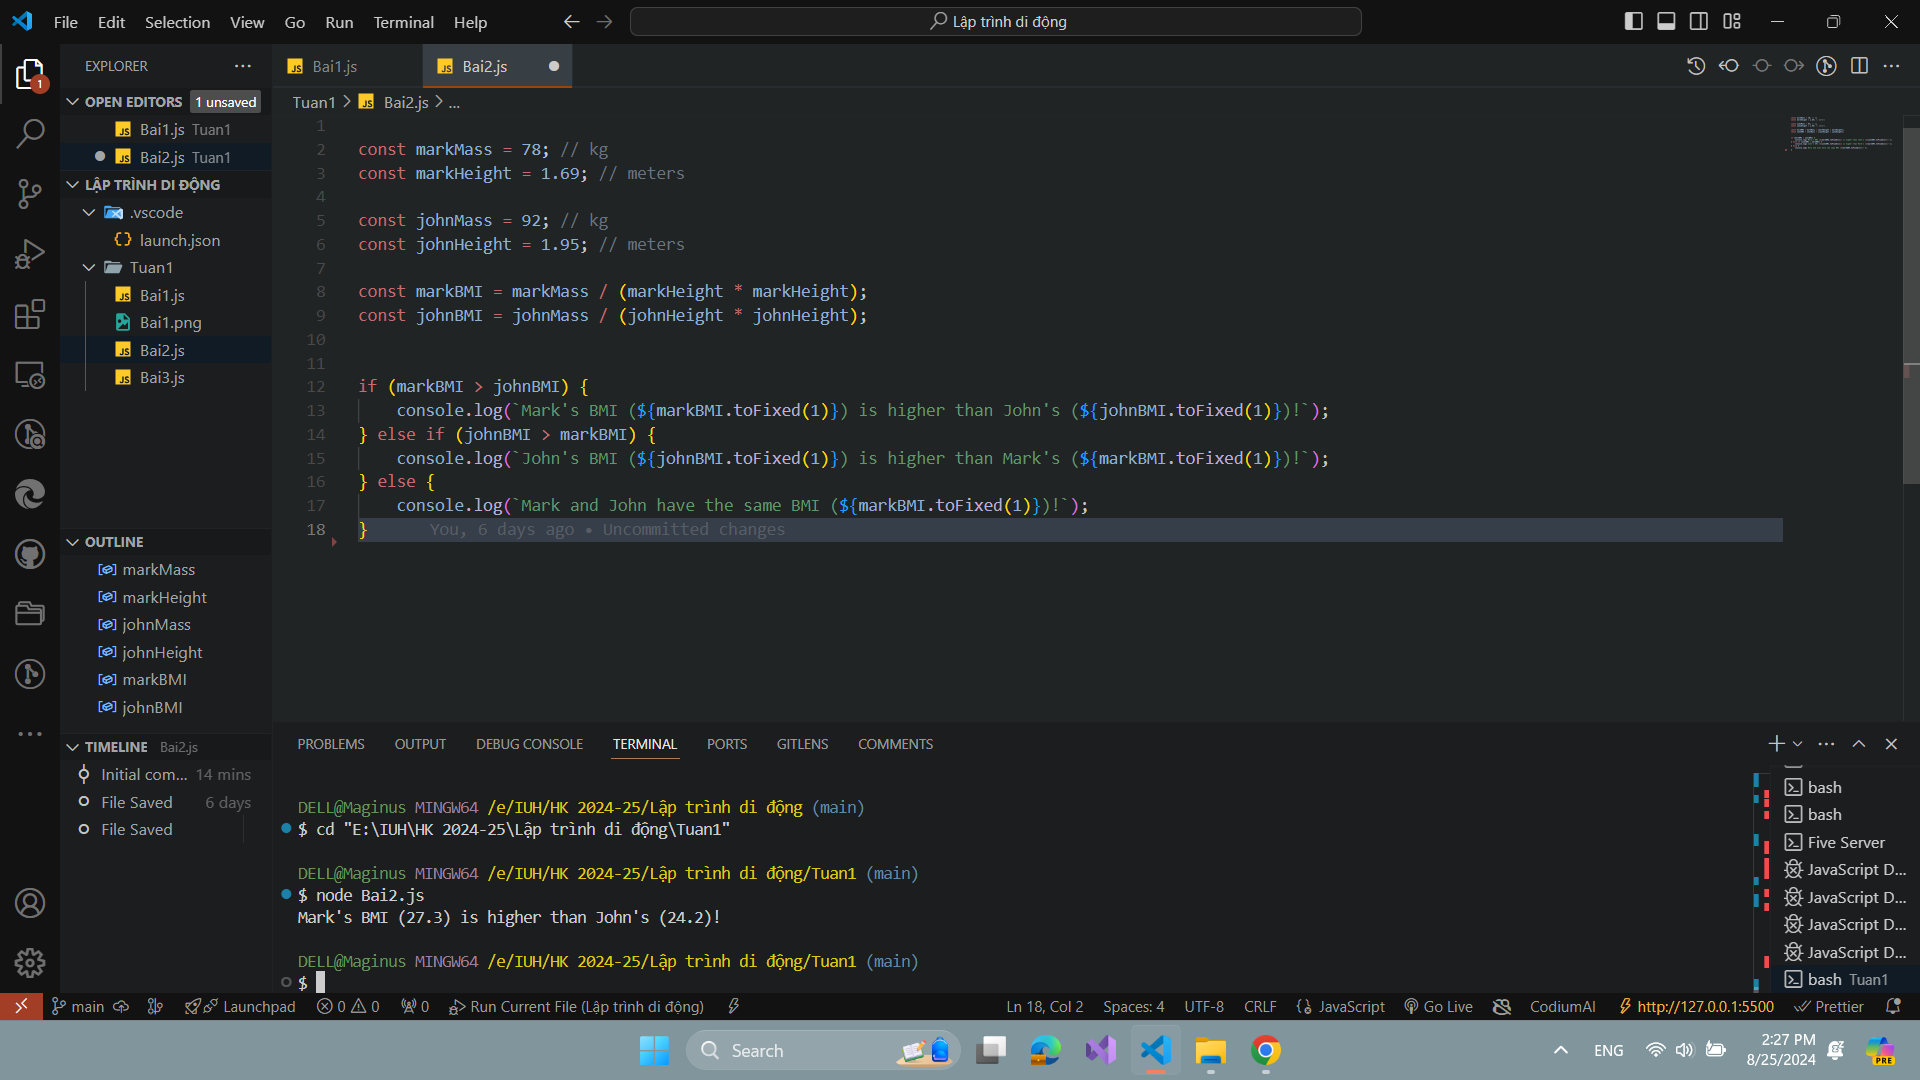 File Edit Selection View Go Run Terminal Help
Lập trình di động
EXPLORER
1
OPEN EDITORS 1 unsaved
Bai1.js Tuan1
Bai2.js Tuan1
LẬP TRÌNH DI ĐỘNG
.vscode
launch.json
Tuan1
Bai1.js
Bai1.png
Bai2.js
Bai3.js
OUTLINE
markMass
markHeight
johnMass
johnHeight
markBMI
johnBMI
TIMELINE Bai2.js
Initial com... 14 mins
File Saved 6 days
File Saved
Bai1.js Bai2.js
Tuan1 > Bai2.js > ...
1
2 const markMass = 78; // kg
3 const markHeight = 1.69; // meters
4
5 const johnMass = 92; // kg
6 const johnHeight = 1.95; // meters
7
8 const markBMI = markMass / (markHeight * markHeight);
9 const johnBMI = johnMass / (johnHeight * johnHeight);
10
11
12 if (markBMI > johnBMI) {
13 console.log(`Mark's BMI (${markBMI.toFixed(1)}) is higher than John's (${johnBMI.toFixed(1)})!`);
14 } else if (johnBMI > markBMI) {
15 console.log(`John's BMI (${johnBMI.toFixed(1)}) is higher than Mark's (${markBMI.toFixed(1)})!`);
16 } else {
17 console.log(`Mark and John have the same BMI (${markBMI.toFixed(1)})!`);
18 } You, 6 days ago • Uncommitted changes
PROBLEMS OUTPUT DEBUG CONSOLE TERMINAL PORTS GITLENS COMMENTS
DELL@Maginus MINGW64 /e/IUH/HK 2024-25/Lập trình di động (main)
$ cd "E:\IUH\HK 2024-25\Lập trình di động\Tuan1"
DELL@Maginus MINGW64 /e/IUH/HK 2024-25/Lập trình di động/Tuan1 (main)
$ node Bai2.js
Mark's BMI (27.3) is higher than John's (24.2)!
DELL@Maginus MINGW64 /e/IUH/HK 2024-25/Lập trình di động/Tuan1 (main)
$
bash
bash
Five Server
JavaScript D...
JavaScript D...
JavaScript D...
JavaScript D...
bash Tuan1
main Launchpad 0 0 0 Run Current File (Lập trình di động) Ln 18, Col 2 Spaces: 4 UTF-8 CRLF {} JavaScript Go Live CodiumAI http://127.0.0.1:5500 Prettier
Search
ENG
2:27 PM
8/25/2024
PRE